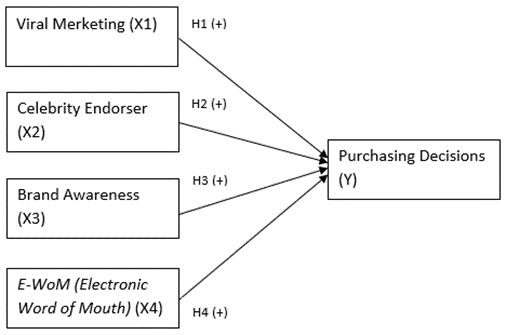 Viral Merketing (X1)
H1 (+)
Celebrity Endorser
(X2)
H2 (+)
Brand Awareness
(X3)
H3 (+)
E-WoM (Electronic
Word of Mouth) (X4)
H4 (+)
Purchasing Decisions
(Y)